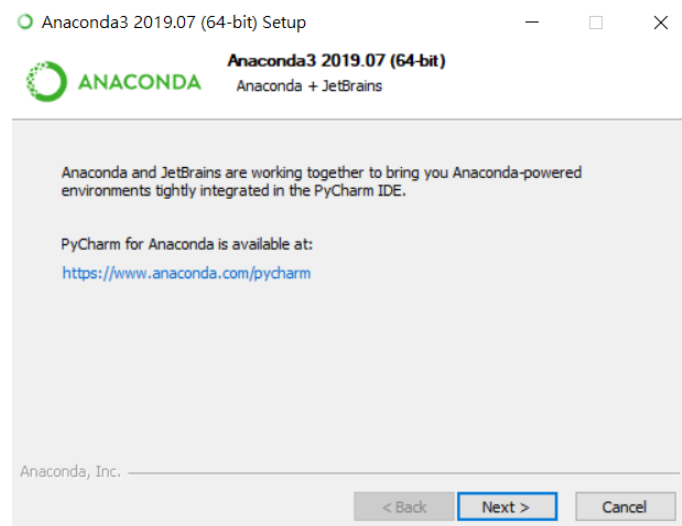 Anaconda3 2019.07 (64-bit) Setup
ANACONDA
Anaconda3 2019.07 (64-bit)
Anaconda + JetBrains
Anaconda and JetBrains are working together to bring you Anaconda-powered
environments tightly integrated in the PyCharm IDE.
PyCharm for Anaconda is available at:
https://www.anaconda.com/pycharm
Anaconda, Inc.
< Back
Next >
Cancel